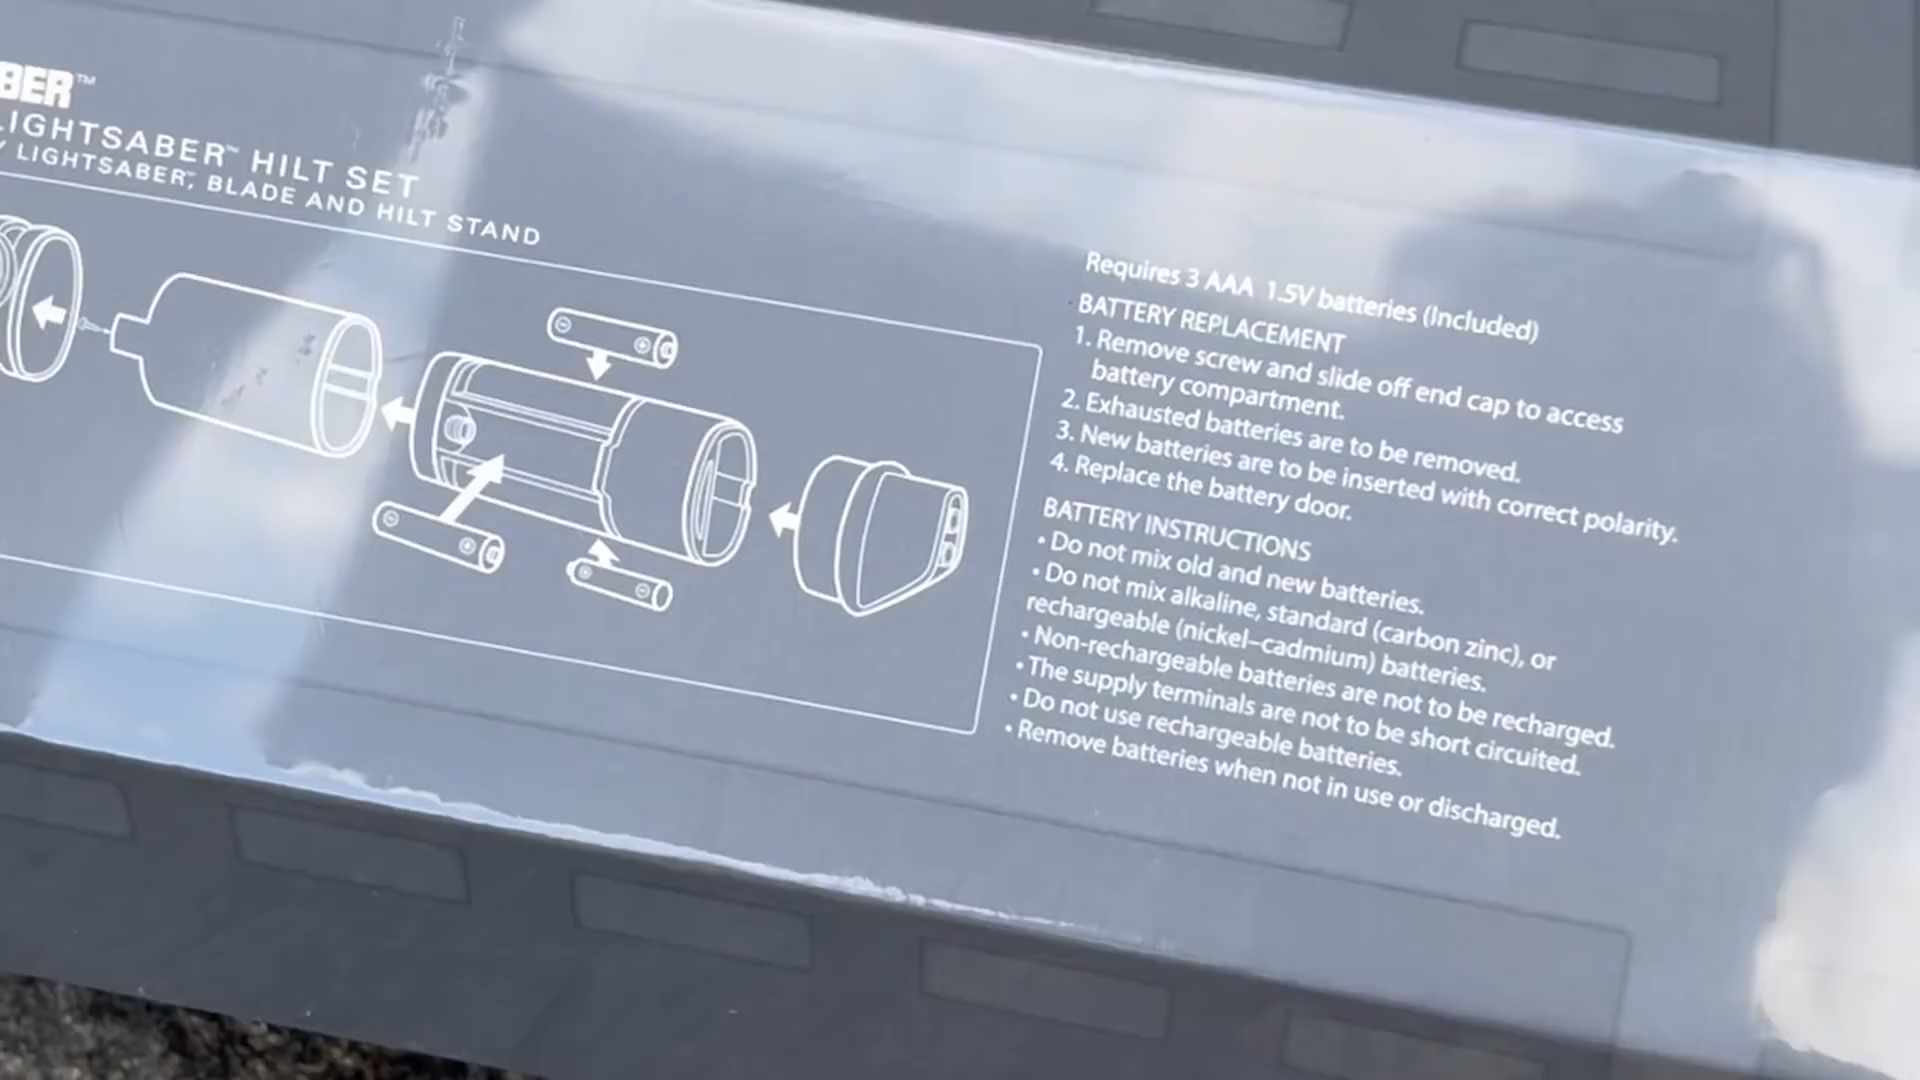 BER™
LIGHTSABER™ HILT SET
LIGHTSABER™, BLADE AND HILT STAND
Requires 3 AAA 1.5V batteries (Included)
BATTERY REPLACEMENT
1. Remove screw and slide off end cap to access
battery compartment.
2. Exhausted batteries are to be removed.
3. New batteries are to be inserted with correct polarity.
4. Replace the battery door.
BATTERY INSTRUCTIONS
• Do not mix old and new batteries.
• Do not mix alkaline, standard (carbon zinc), or
rechargeable (nickel–cadmium) batteries.
• Non-rechargeable batteries are not to be recharged.
• The supply terminals are not to be short circuited.
• Do not use rechargeable batteries.
• Remove batteries when not in use or discharged.